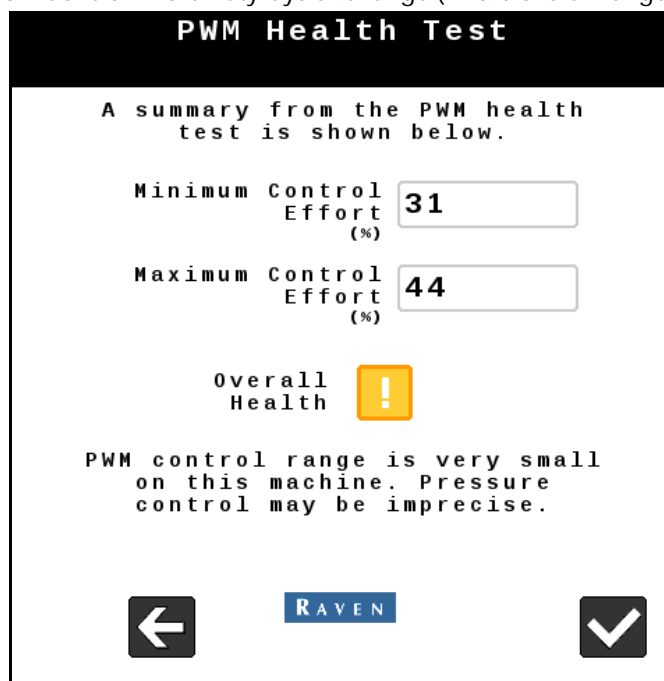 PWM Health Test
A summary from the PWM health
test is shown below.
Minimum Control
Effort
(%)
31
Maximum Control
Effort
(%)
44
Overall
Health
!
PWM control range is very small
on this machine. Pressure
control may be imprecise.
RAVEN